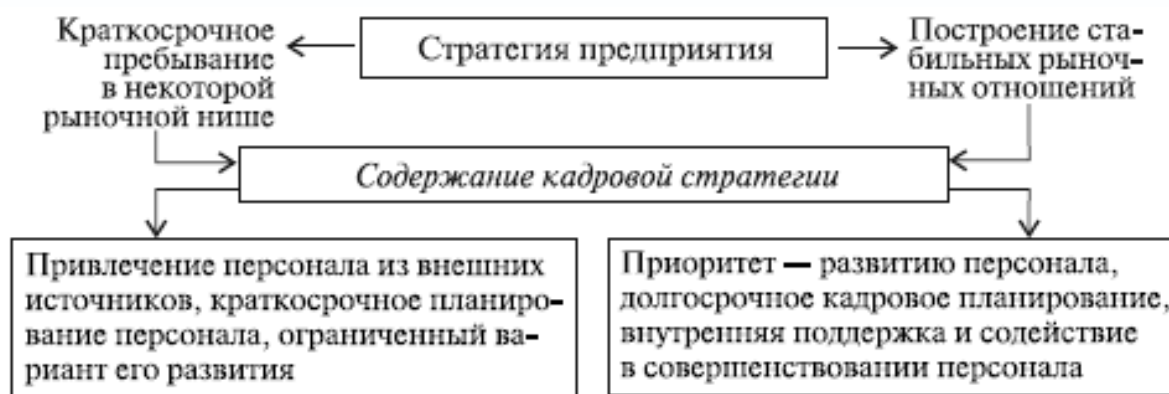 Краткосрочное
пребывание
в некоторой
рыночной нише
Стратегия предприятия
Построение ста-
бильных рыноч-
ных отношений
Содержание кадровой стратегии
Привлечение персонала из внешних
источников, краткосрочное планиро-
вание персонала, ограниченный ва-
риант его развития
Приоритет — развитию персонала,
долгосрочное кадровое планирование,
внутренняя поддержка и содействие
в совершенствовании персонала